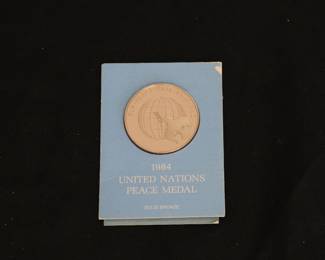 1984
UNITED NATIONS
PEACE MEDAL
SOLID BRONZE